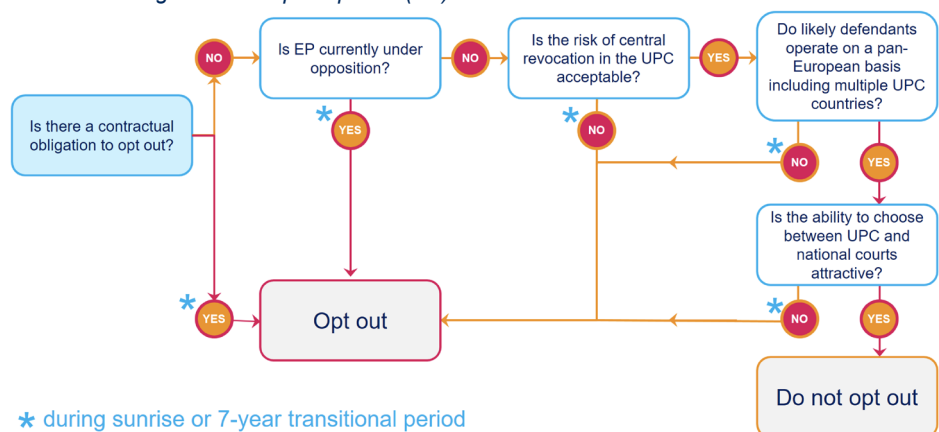 Is there a contractual
obligation to opt out?
NO
Is EP currently under
opposition?
NO
Is the risk of central
revocation in the UPC
acceptable?
YES
Do likely defendants
operate on a pan-
European basis
including multiple UPC
countries?
* YES
* NO
* NO
YES
Is the ability to choose
between UPC and
national courts
attractive?
* YES
Opt out
* NO
YES
Do not opt out
* during sunrise or 7-year transitional period